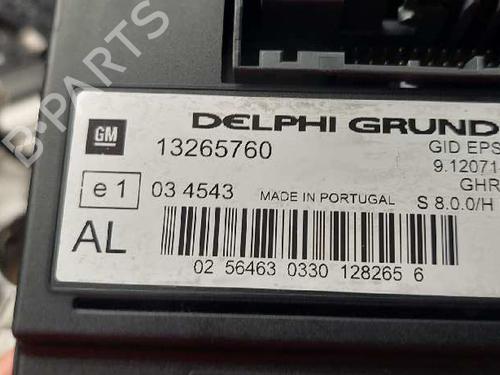 B-PARTS
DELPHI GRUND
GM 13265760 GID EPS
9.12071
e1 03 4543 GHR
MADE IN PORTUGAL S 8.0.0/H
AL
02 56463 0330 128265 6